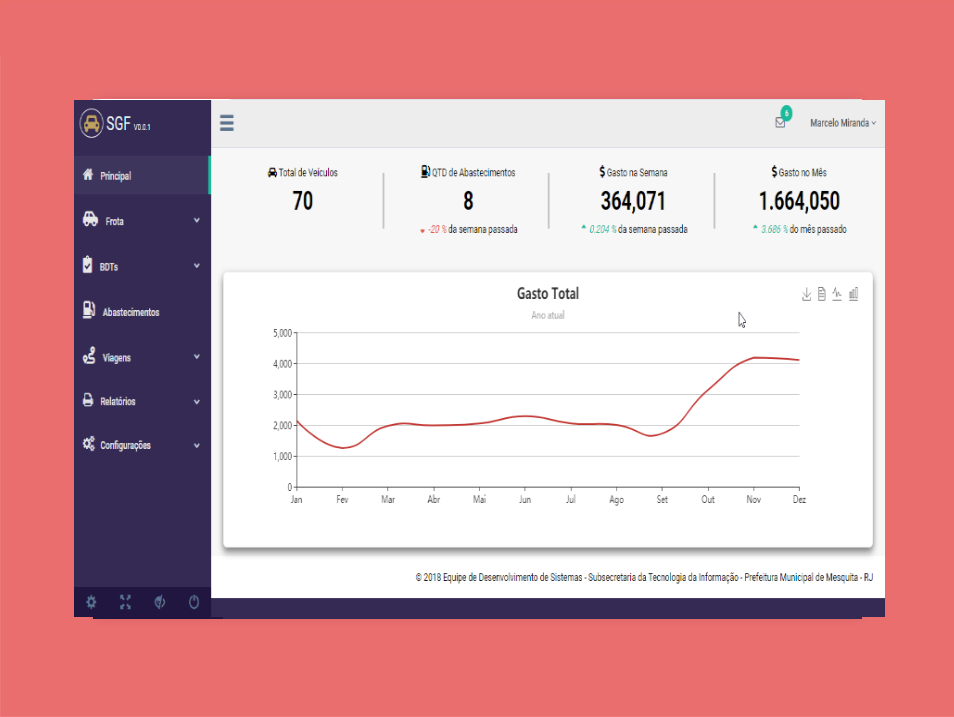 SGF V0.0.1
5
Marcelo Miranda
Principal
Frota
BDTs
Abastecimentos
Viagens
Relatórios
Configurações
Total de Veículos
70
QTD de Abastecimentos
8
-20 % da semana passada
Gasto na Semana
364,071
0.204 % da semana passada
Gasto no Mês
1.664,050
3.686 % do mês passado
Gasto Total
Ano atual
5,000
4,000
3,000
2,000
1,000
0
Jan Fev Mar Abr Mai Jun Jul Ago Set Out Nov Dez
© 2018 Equipe de Desenvolvimento de Sistemas - Subsecretaria da Tecnologia da Informação - Prefeitura Municipal de Mesquita - RJ